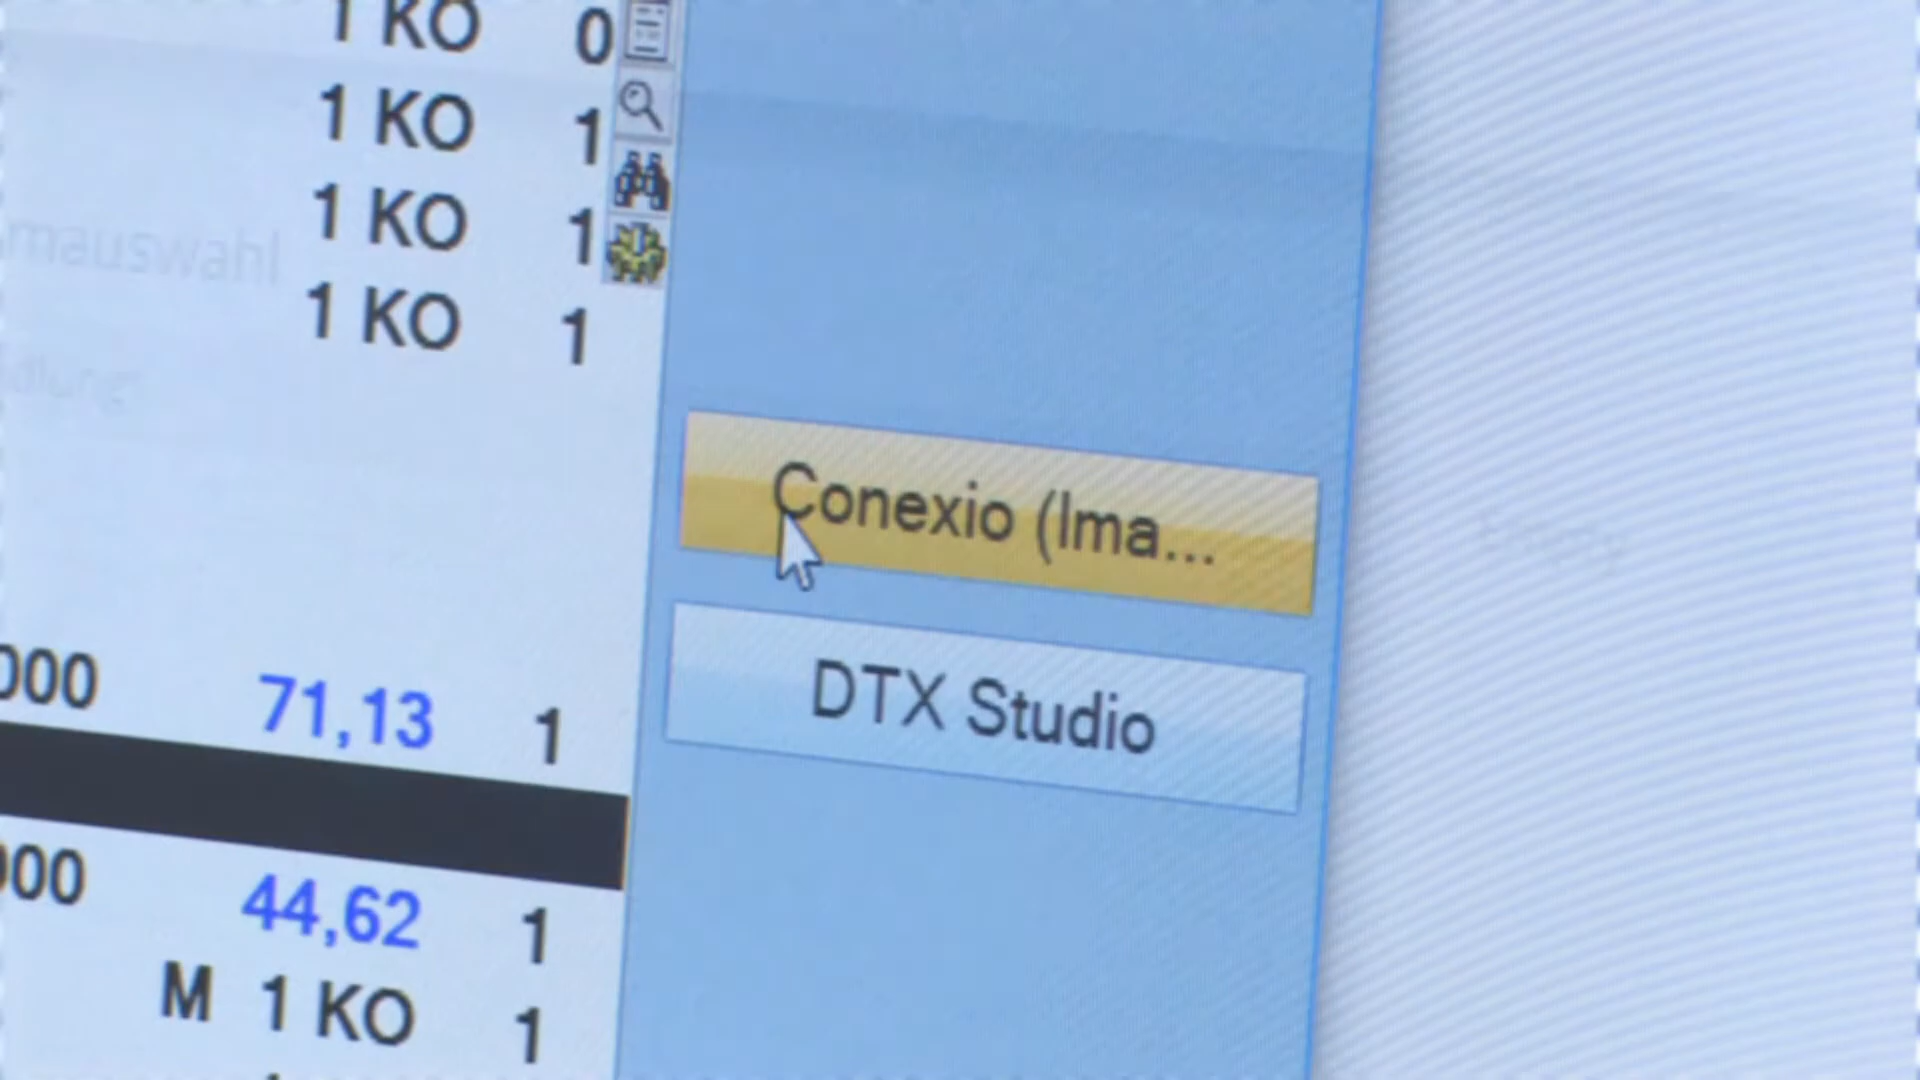 1 KO 0
1 KO 1
1 KO 1
mauswahl
1 KO 1
dlung
Conexio (Ima...
DTX Studio
000 71,13 1
000 44,62 1
M 1 KO 1